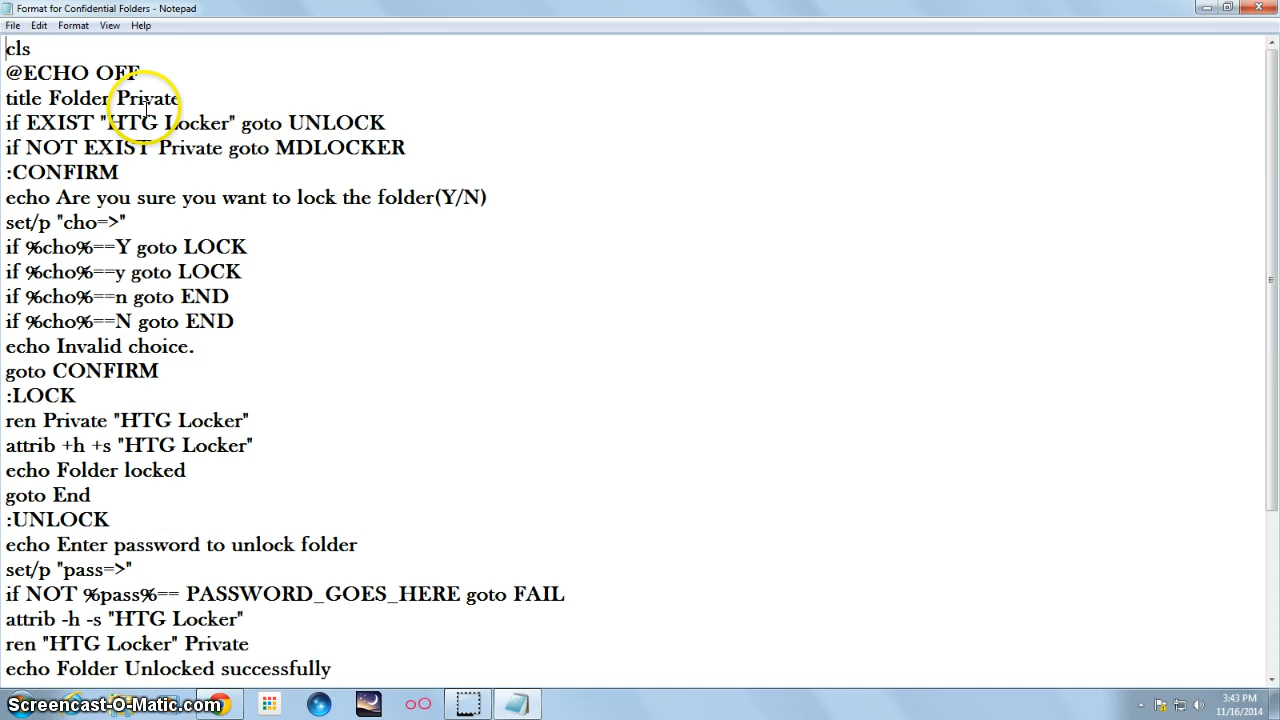 Format for Confidential Folders - Notepad
File Edit Format View Help
cls
@ECHO OFF
title Folder Private
if EXIST "HTG Locker" goto UNLOCK
if NOT EXIST Private goto MDLOCKER
:CONFIRM
echo Are you sure you want to lock the folder(Y/N)
set/p "cho=>"
if %cho%==Y goto LOCK
if %cho%==y goto LOCK
if %cho%==n goto END
if %cho%==N goto END
echo Invalid choice.
goto CONFIRM
:LOCK
ren Private "HTG Locker"
attrib +h +s "HTG Locker"
echo Folder locked
goto End
:UNLOCK
echo Enter password to unlock folder
set/p "pass=>"
if NOT %pass%== PASSWORD_GOES_HERE goto FAIL
attrib -h -s "HTG Locker"
ren "HTG Locker" Private
echo Folder Unlocked successfully
Screencast-O-Matic.com
3:43 PM
11/16/2014